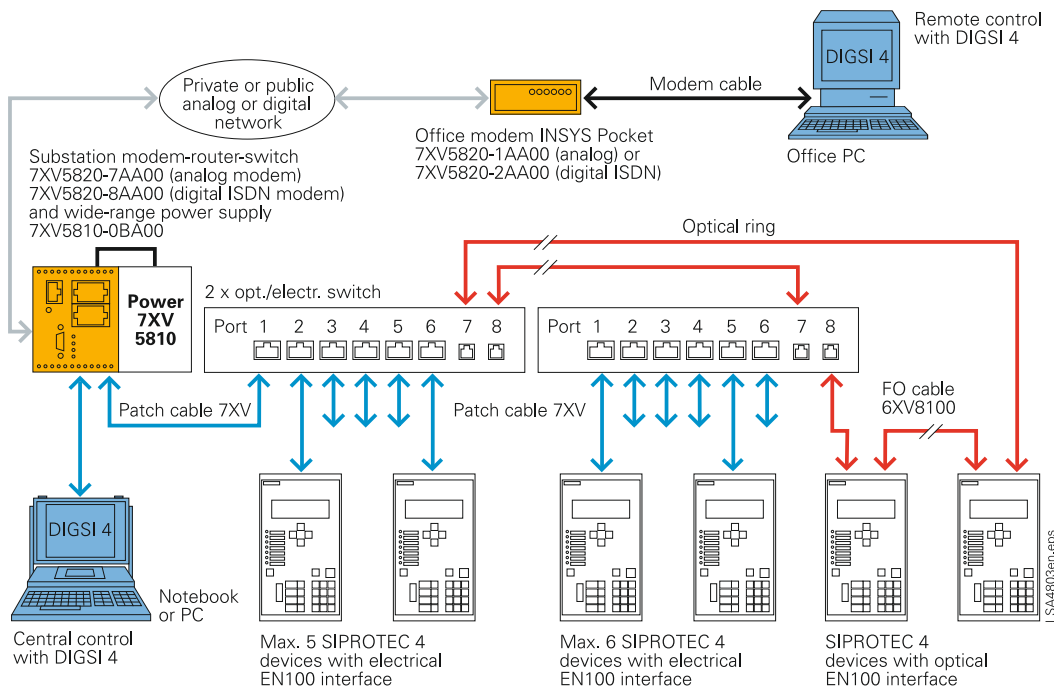 Remote control
with DIGSI 4
DIGSI 4
Private or public
analog or digital
network
Modem cable
Office modem INSYS Pocket
7XV5820-1AA00 (analog) or
7XV5820-2AA00 (digital ISDN)
Office PC
Substation modem-router-switch
7XV5820-7AA00 (analog modem)
7XV5820-8AA00 (digital ISDN modem)
and wide-range power supply
7XV5810-0BA00
Optical ring
Power
7XV
5810
2 x opt./electr. switch
Port 1 2 3 4 5 6 7 8
Port 1 2 3 4 5 6 7 8
Patch cable 7XV
Patch cable 7XV
FO cable
6XV8100
DIGSI 4
Notebook
or PC
Central control
with DIGSI 4
Max. 5 SIPROTEC 4
devices with electrical
EN100 interface
Max. 6 SIPROTEC 4
devices with electrical
EN100 interface
SIPROTEC 4
devices with optical
EN100 interface
LSA4803en.eps